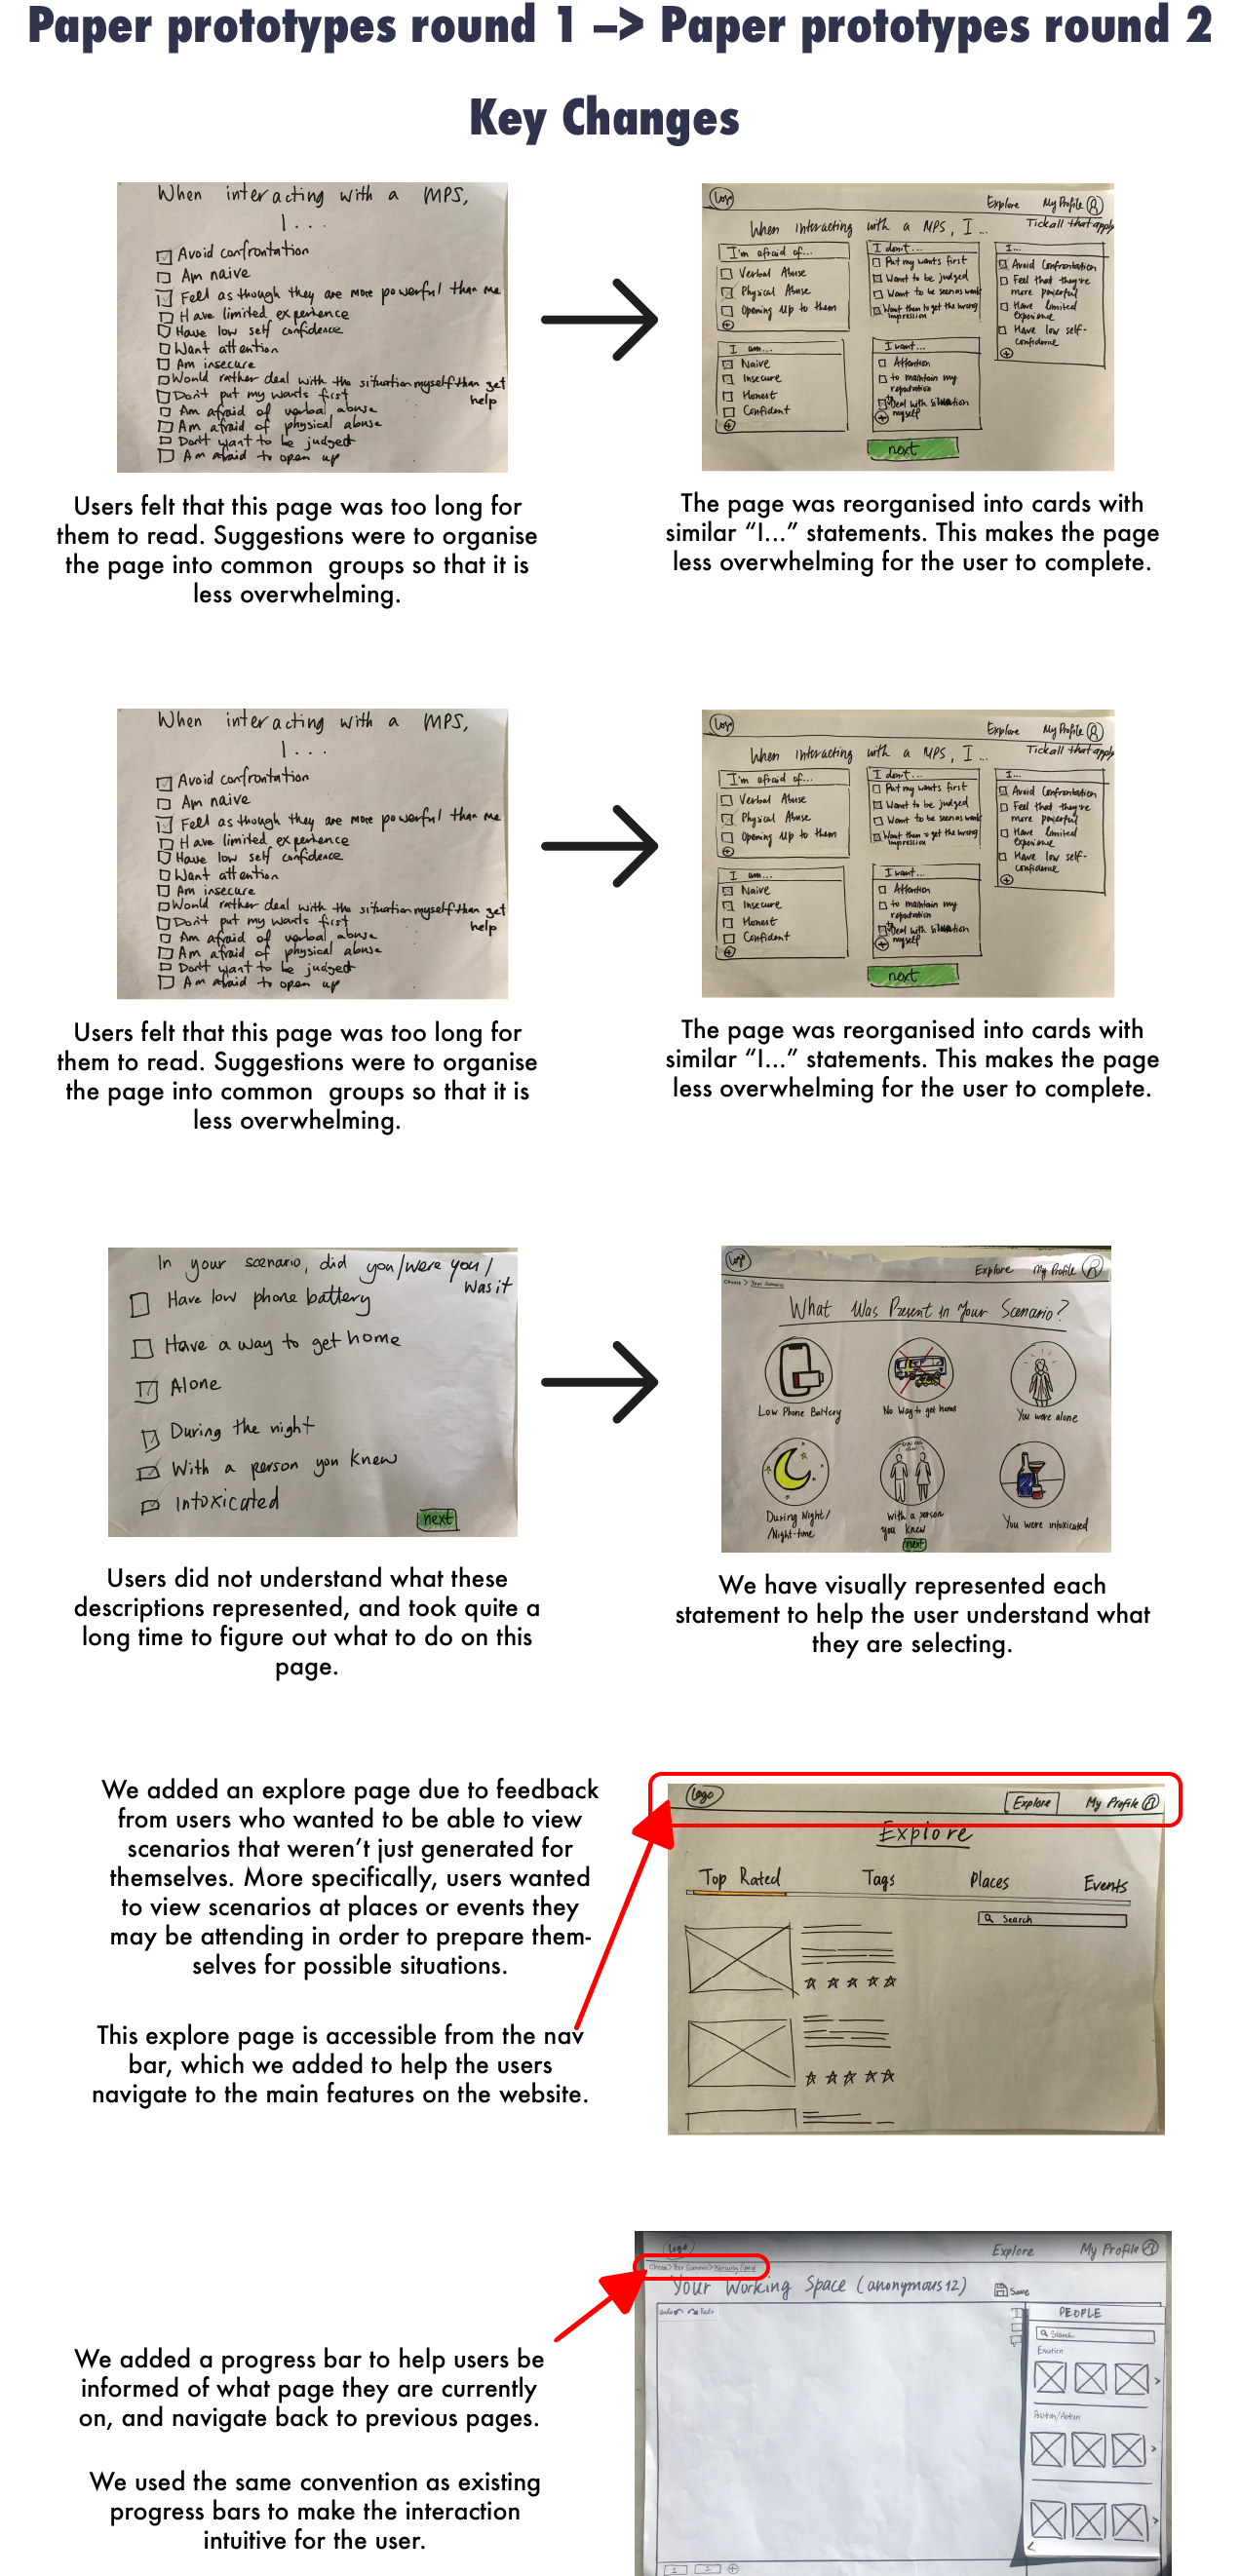 Paper prototypes round 1 –> Paper prototypes round 2
Key Changes
When interacting with a MPS,
I...
Avoid confrontation
Am naive
Feel as though they are more powerful than me
Have limited experience
Have low self confidence
Want attention
Am insecure
Would rather deal with the situation myself than get
help
Don't put my wants first
Am afraid of verbal abuse
Am afraid of physical abuse
Don't want to be judged
Am afraid to open up
Logo
Explore My Profile
When interacting with a MPS, I...
Tick all that apply
I'm afraid of...
Verbal Abuse
Physical Abuse
Opening Up to them
I don't...
Put my wants first
Want to be judged
Want to be seen as weak
Want them to get the wrong
impression
I...
Avoid Confrontation
Feel that they're
more powerful
Have limited
Experience
Have low self-
confidence
I am...
Naive
Insecure
Honest
Confident
I want...
Attention
to maintain my
reputation
Deal with situation
myself
next
Users felt that this page was too long for
them to read. Suggestions were to organise
the page into common groups so that it is
less overwhelming.
The page was reorganised into cards with
similar “I...” statements. This makes the page
less overwhelming for the user to complete.
When interacting with a MPS,
I...
Avoid confrontation
Am naive
Feel as though they are more powerful than me
Have limited experience
Have low self confidence
Want attention
Am insecure
Would rather deal with the situation myself than get
help
Don't put my wants first
Am afraid of verbal abuse
Am afraid of physical abuse
Don't want to be judged
Am afraid to open up
Logo
Explore My Profile
When interacting with a MPS, I...
Tick all that apply
I'm afraid of...
Verbal Abuse
Physical Abuse
Opening Up to them
I don't...
Put my wants first
Want to be judged
Want to be seen as weak
Want them to get the wrong
impression
I...
Avoid Confrontation
Feel that they're
more powerful
Have limited
Experience
Have low self-
confidence
I am...
Naive
Insecure
Honest
Confident
I want...
Attention
to maintain my
reputation
Deal with situation
myself
next
Users felt that this page was too long for
them to read. Suggestions were to organise
the page into common groups so that it is
less overwhelming.
The page was reorganised into cards with
similar “I...” statements. This makes the page
less overwhelming for the user to complete.
In your scenario, did you/were you/
was it
Have low phone battery
Have a way to get home
Alone
During the night
With a person you knew
Intoxicated
next
Logo
Explore My Profile
Choose > Your Scenario
What Was Present in Your Scenario?
Low Phone Battery
No Way to get home
You were alone
During Night/
Night-time
With a person
you knew
You were intoxicated
next
Users did not understand what these
descriptions represented, and took quite a
long time to figure out what to do on this
page.
We have visually represented each
statement to help the user understand what
they are selecting.
We added an explore page due to feedback
from users who wanted to be able to view
scenarios that weren’t just generated for
themselves. More specifically, users wanted
to view scenarios at places or events they
may be attending in order to prepare them-
selves for possible situations.
This explore page is accessible from the nav
bar, which we added to help the users
navigate to the main features on the website.
Logo
Explore My Profile
Explore
Top Rated Tags Places Events
Search
Logo
Explore My Profile
Choose > Your Scenario > Working Space
Your Working Space (anonymous 12)
Save
Undo Redo
PEOPLE
Search
Emotion
Position/Action
1 2
We added a progress bar to help users be
informed of what page they are currently
on, and navigate back to previous pages.
We used the same convention as existing
progress bars to make the interaction
intuitive for the user.